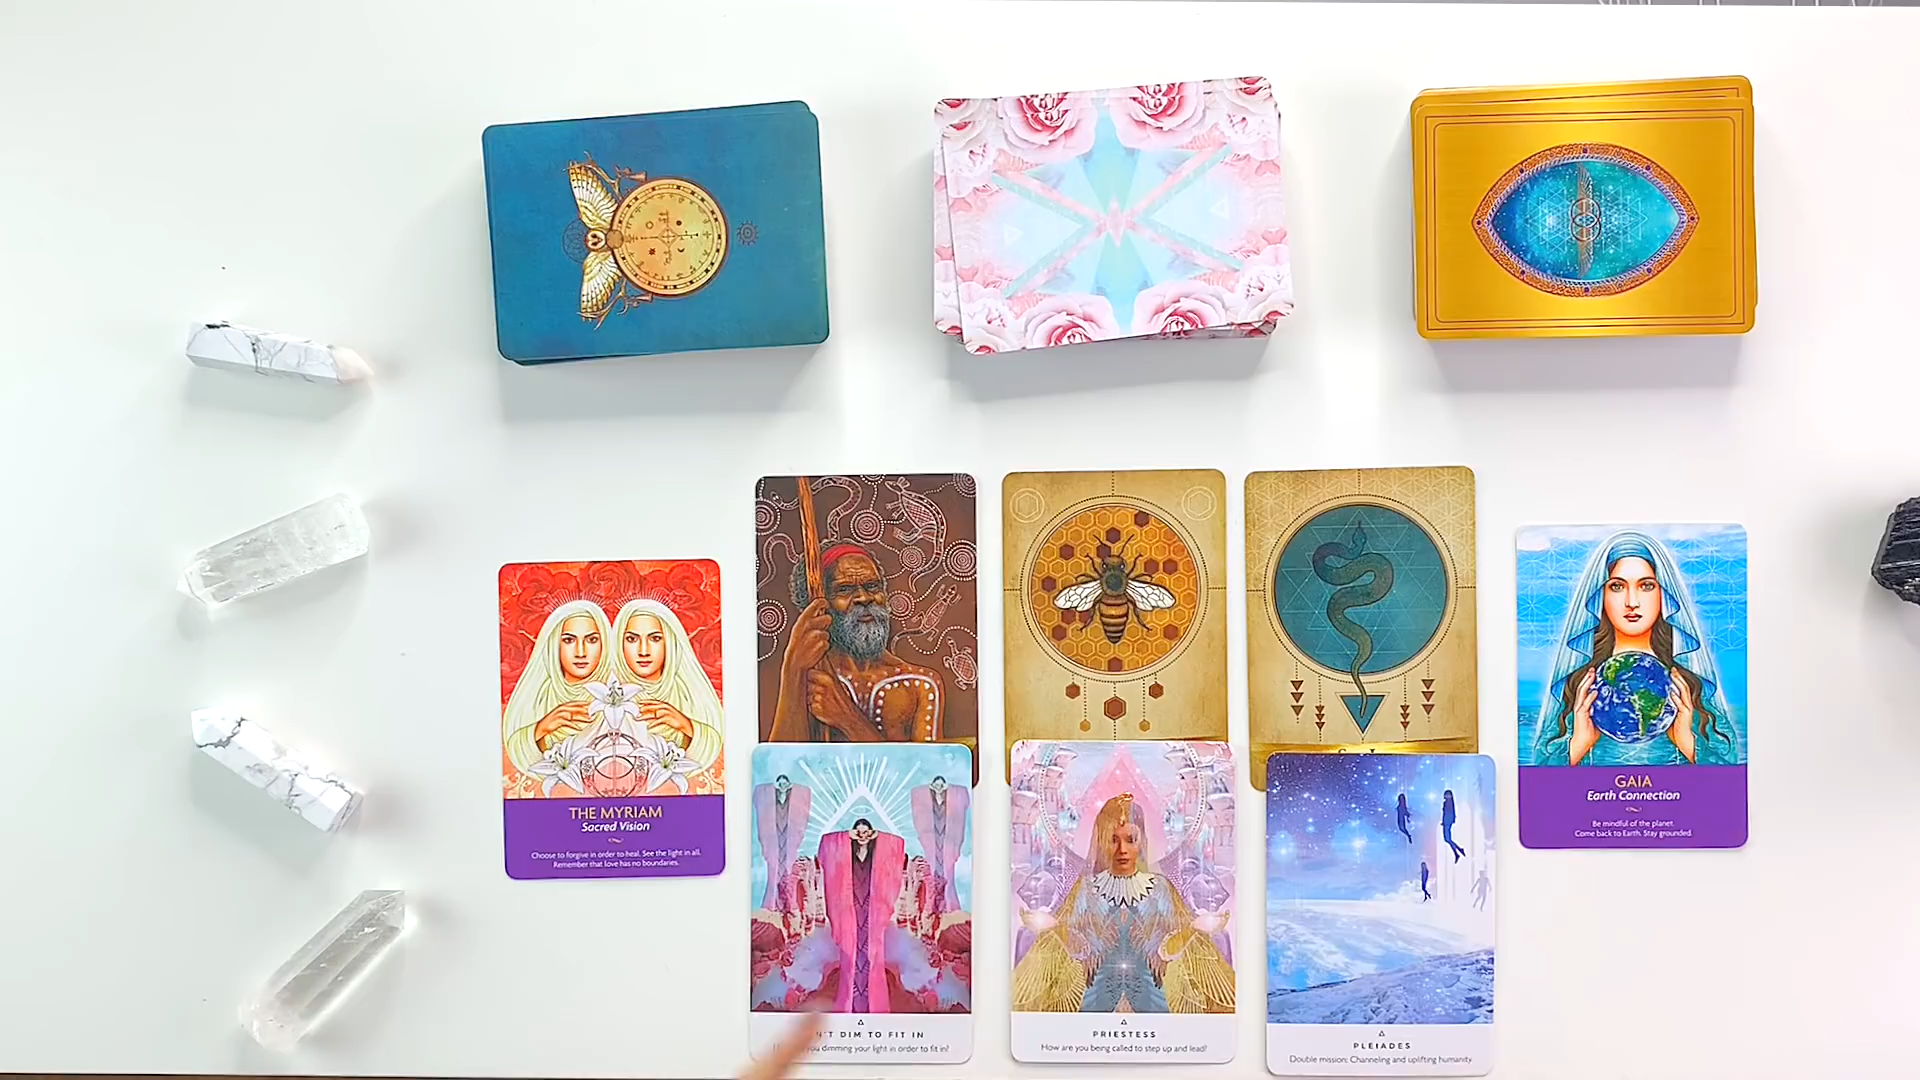 THE MYRIAM
Sacred Vision
Choose to forgive in order to heal. See the light in all.
Remember that love has no boundaries.
GAIA
Earth Connection
Be mindful of the planet.
Come back to Earth. Stay grounded.
'T DIM TO FIT IN
you dimming your light in order to fit in?
PRIESTESS
How are you being called to step up and lead?
PLEIADES
Double mission: Channeling and uplifting humanity.